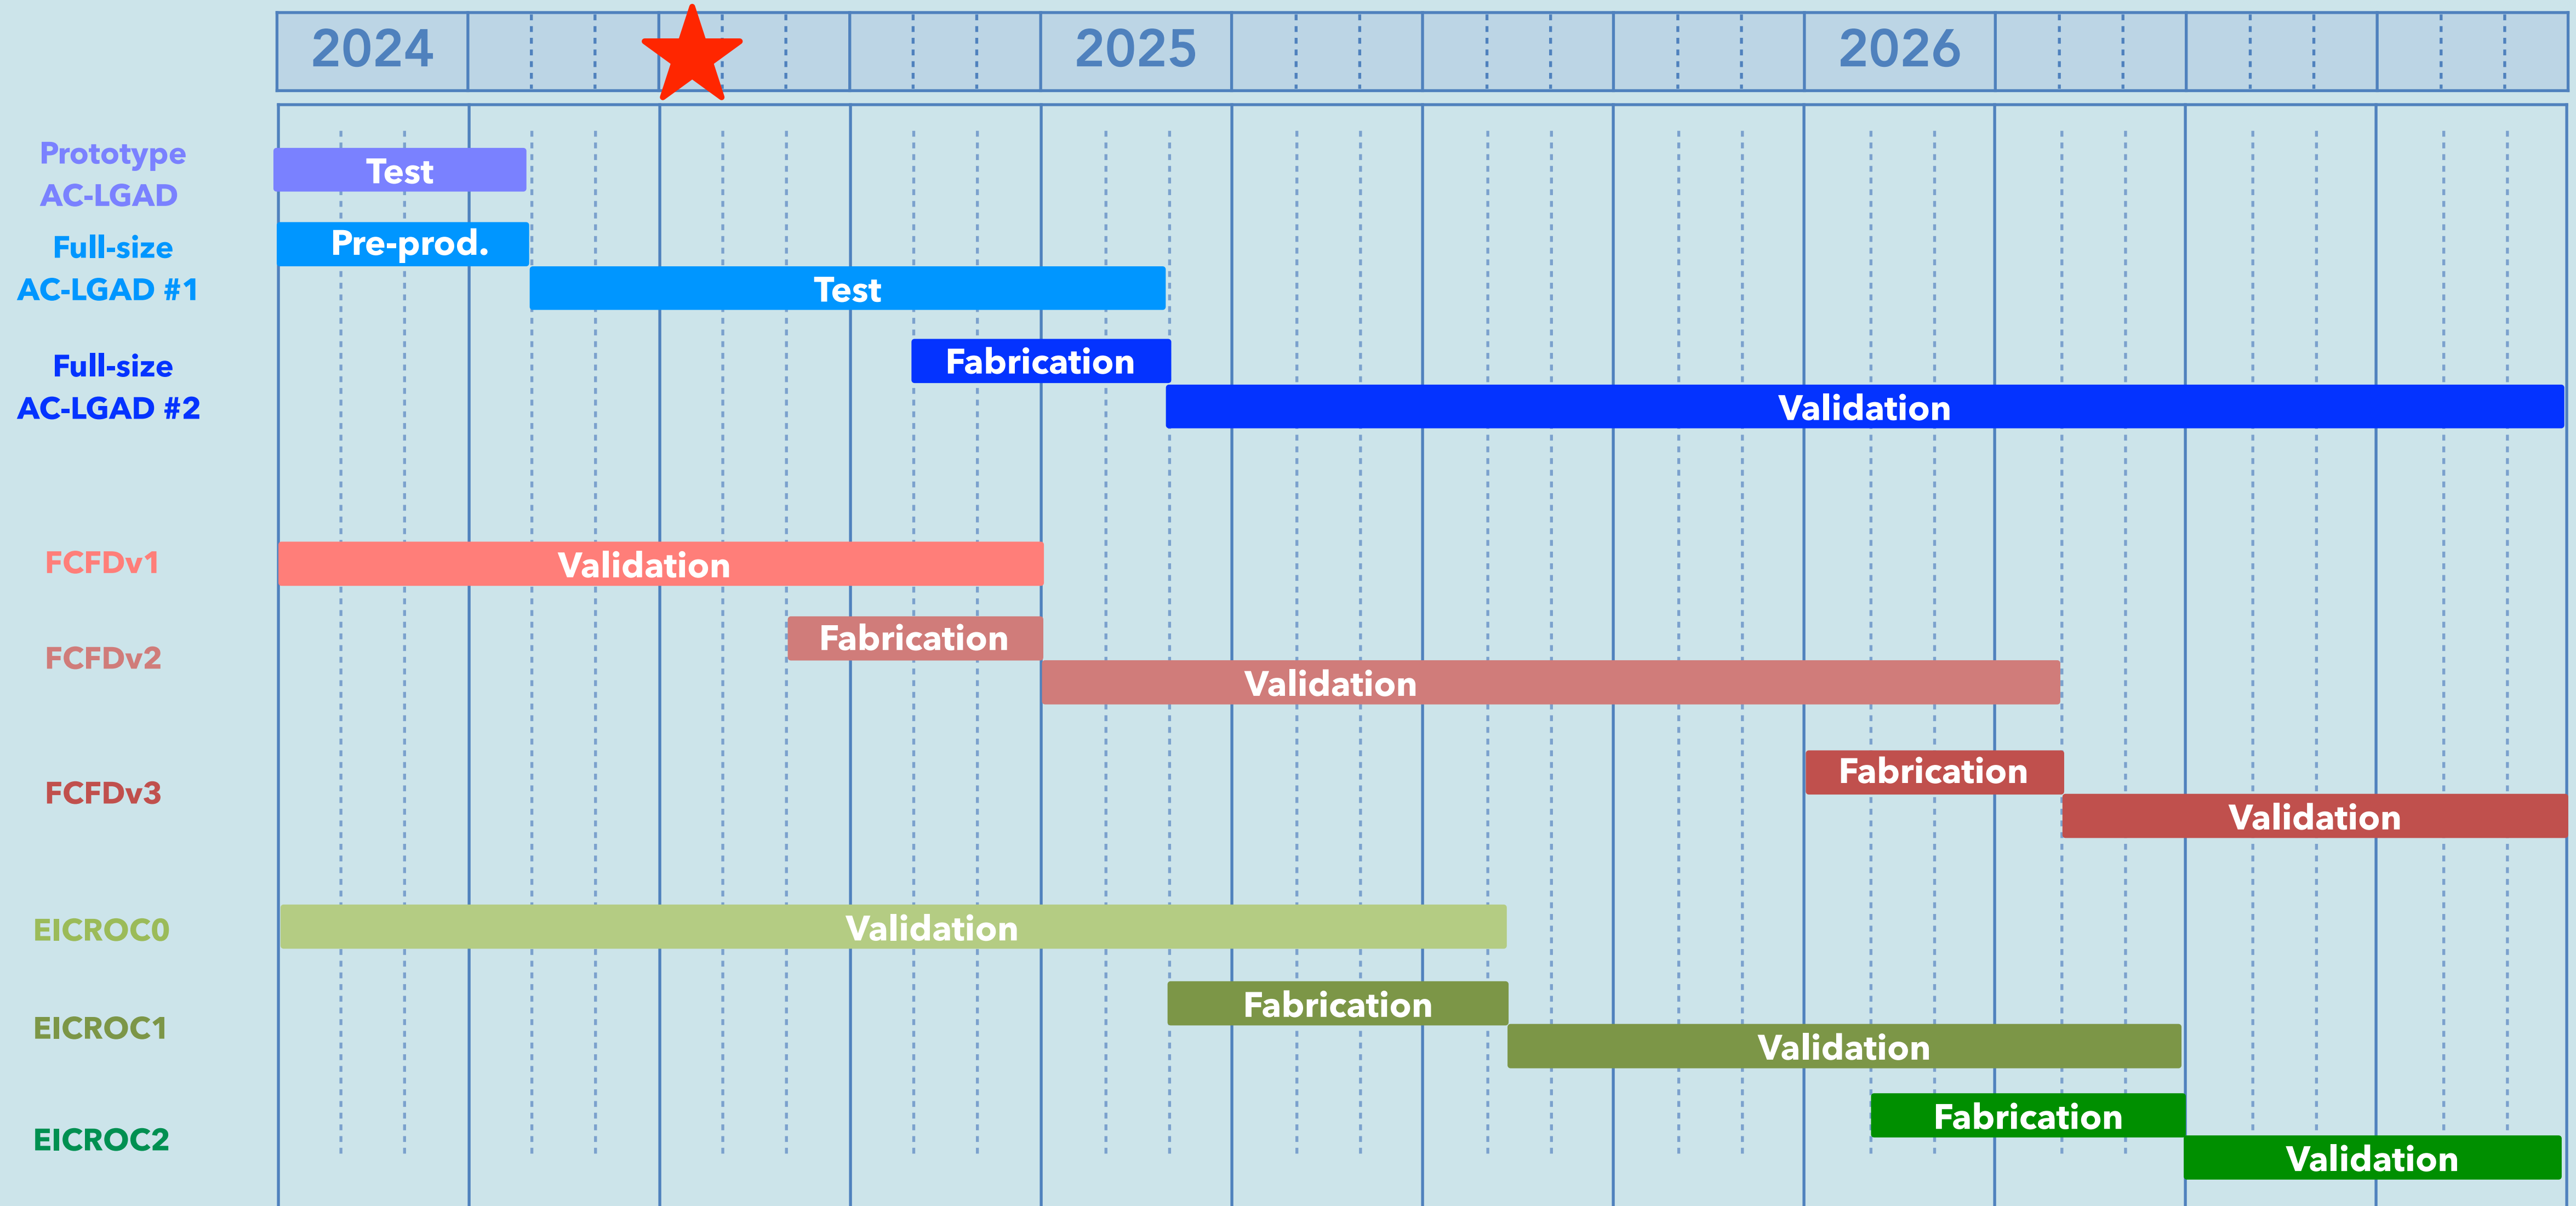 2024
2025
2026
Prototype
AC-LGAD
Test
Full-size
AC-LGAD #1
Pre-prod.
Test
Full-size
AC-LGAD #2
Fabrication
Validation
FCFDv1
Validation
FCFDv2
Fabrication
Validation
FCFDv3
Fabrication
Validation
EICROC0
Validation
EICROC1
Fabrication
Validation
EICROC2
Fabrication
Validation